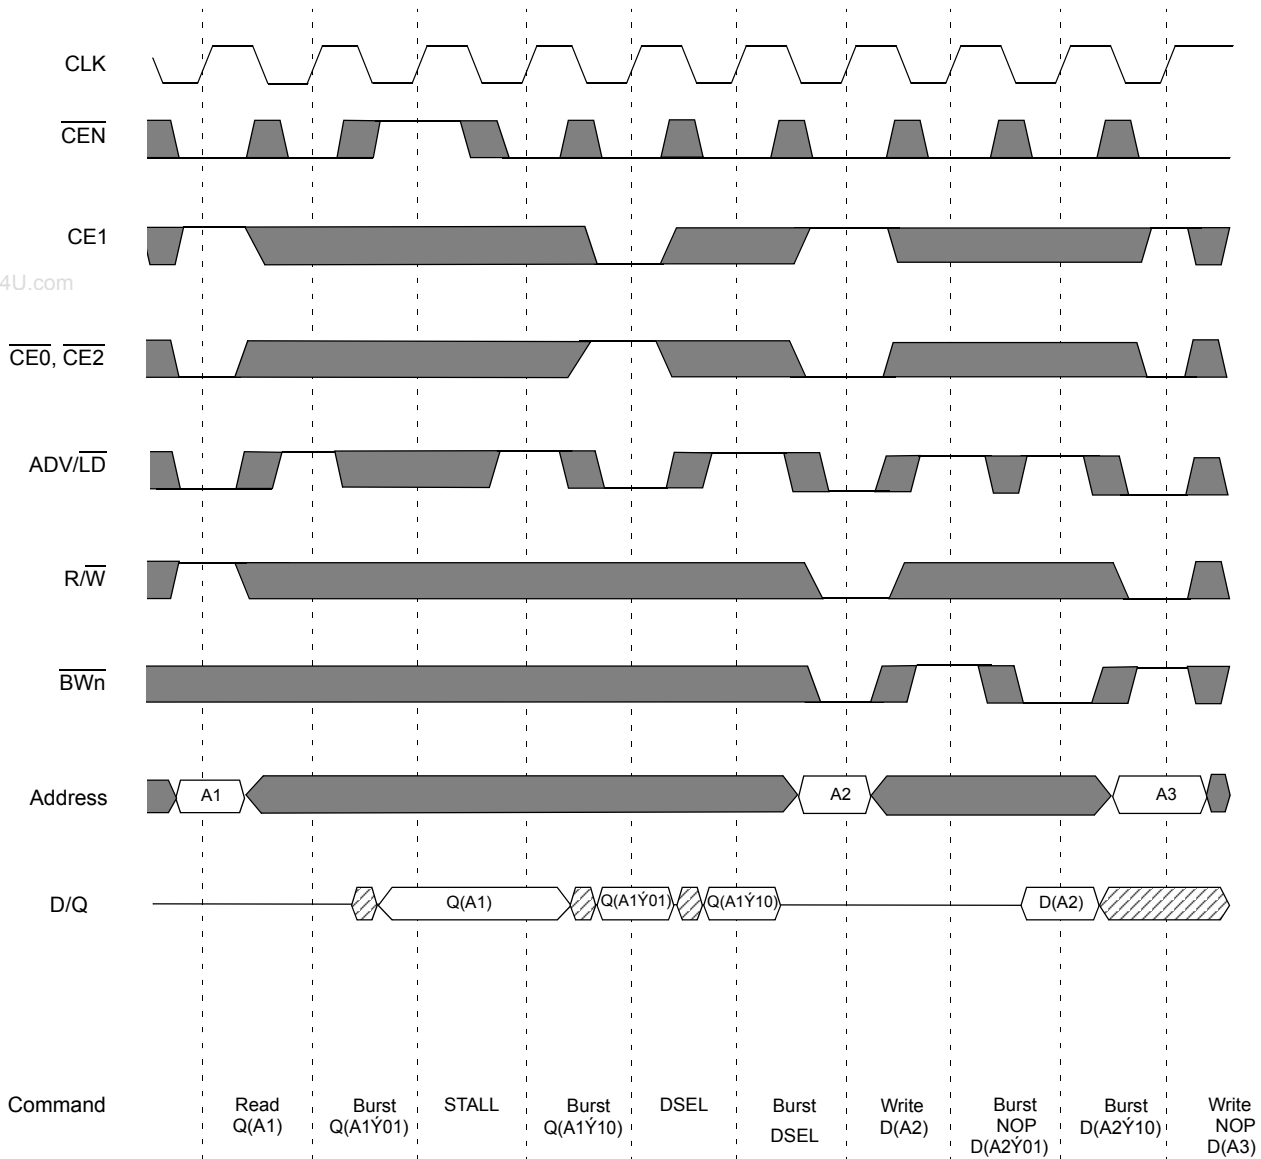 CLK
CEN
CE1
4U.com
CE0, CE2
ADV/LD
R/W
BWn
Address A1 A2 A3
D/Q Q(A1) Q(A1Ý01) Q(A1Ý10) D(A2)
Command
Read
Q(A1)
Burst
Q(A1Ý01)
STALL
Burst
Q(A1Ý10)
DSEL
Burst
DSEL
Write
D(A2)
Burst
NOP
D(A2Ý01)
Burst
D(A2Ý10)
Write
NOP
D(A3)